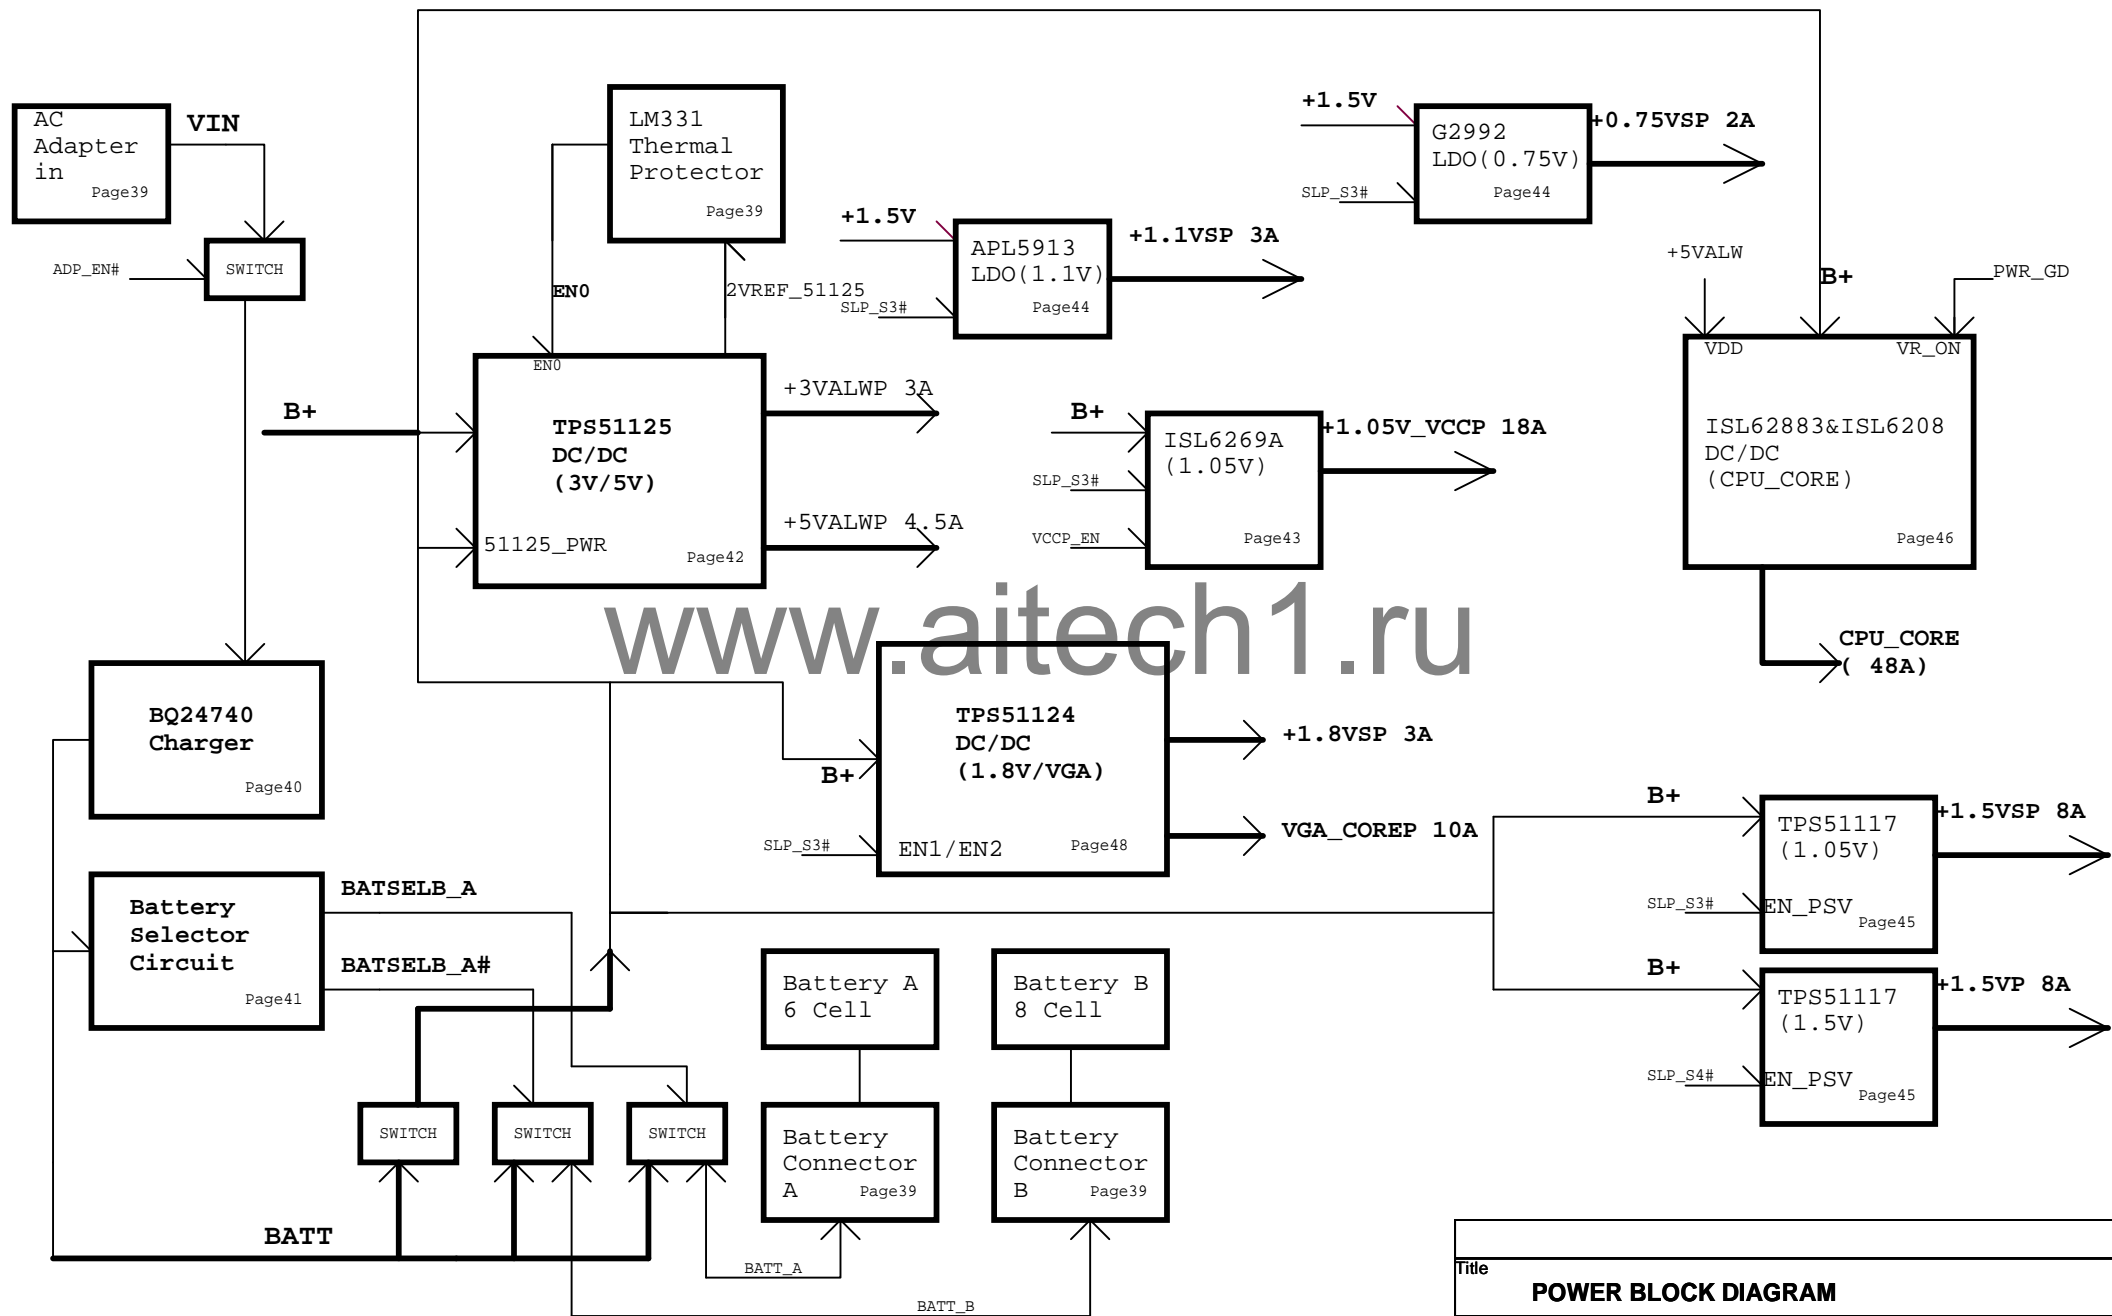 AC
Adapter
in
Page39
VIN
ADP_EN#
SWITCH
LM331
Thermal
Protector
Page39
EN0
2VREF_51125
+1.5V
APL5913
LDO(1.1V)
Page44
SLP_S3#
+1.1VSP 3A
+1.5V
G2992
LDO(0.75V)
Page44
SLP_S3#
+0.75VSP 2A
+5VALW
B+
PWR_GD
VDD
VR_ON
ISL62883&ISL6208
DC/DC
(CPU_CORE)
Page46
CPU_CORE
( 48A)
B+
EN0
TPS51125
DC/DC
(3V/5V)
51125_PWR
Page42
+3VALWP 3A
+5VALWP 4.5A
B+
ISL6269A
(1.05V)
Page43
SLP_S3#
VCCP_EN
+1.05V_VCCP 18A
www.aitech1.ru
BQ24740
Charger
Page40
B+
TPS51124
DC/DC
(1.8V/VGA)
SLP_S3#
EN1/EN2
Page48
+1.8VSP 3A
VGA_COREP 10A
B+
TPS51117
(1.05V)
SLP_S3#
EN_PSV
Page45
+1.5VSP 8A
B+
TPS51117
(1.5V)
SLP_S4#
EN_PSV
Page45
+1.5VP 8A
Battery
Selector
Circuit
Page41
BATSELB_A
BATSELB_A#
Battery A
6 Cell
Battery B
8 Cell
SWITCH
SWITCH
SWITCH
Battery
Connector
A
Page39
Battery
Connector
B
Page39
BATT
BATT_A
BATT_B
Title
POWER BLOCK DIAGRAM